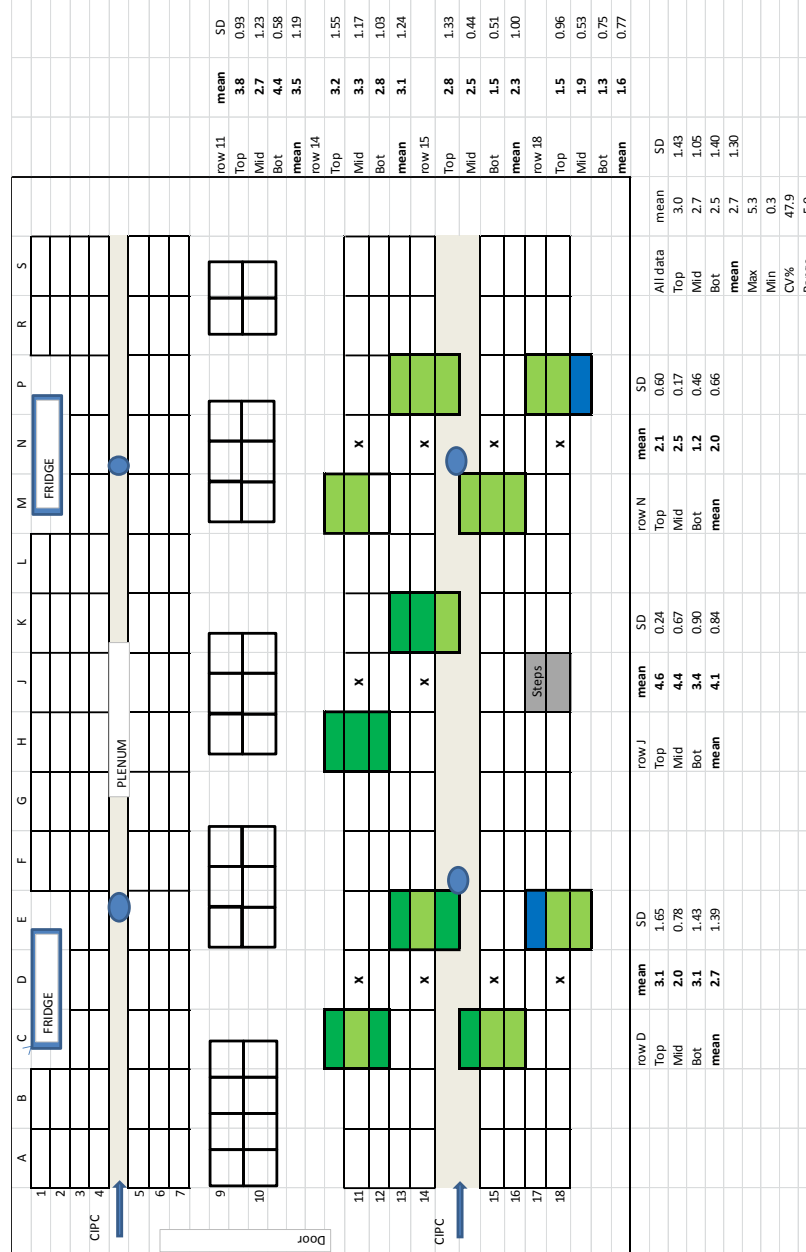 A B C D E F G H J K L M N P R S
1
FRIDGE FRIDGE
2
3
4
CIPC
PLENUM
5
6
7
9 row 11 mean SD
Top 3.8 0.93
10 Mid 2.7 1.23
Bot 4.4 0.58
mean 3.5 1.19
Door row 14
Top 3.2 1.55
11 x x x Mid 3.3 1.17
12 Bot 2.8 1.03
13 mean 3.1 1.24
14 x x x row 15
CIPC Top 2.8 1.33
Mid 2.5 0.44
15 x x Bot 1.5 0.51
16 mean 2.3 1.00
17 Steps row 18
18 x x Top 1.5 0.96
Mid 1.9 0.53
Bot 1.3 0.75
mean 1.6 0.77
row D mean SD row J mean SD row N mean SD
Top 3.1 1.65 Top 4.6 0.24 Top 2.1 0.60 All data mean SD
Mid 2.0 0.78 Mid 4.4 0.67 Mid 2.5 0.17 Top 3.0 1.43
Bot 3.1 1.43 Bot 3.4 0.90 Bot 1.2 0.46 Mid 2.7 1.05
mean 2.7 1.39 mean 4.1 0.84 mean 2.0 0.66 Bot 2.5 1.40
mean 2.7 1.30
Max 5.3
Min 0.3
CV% 47.9